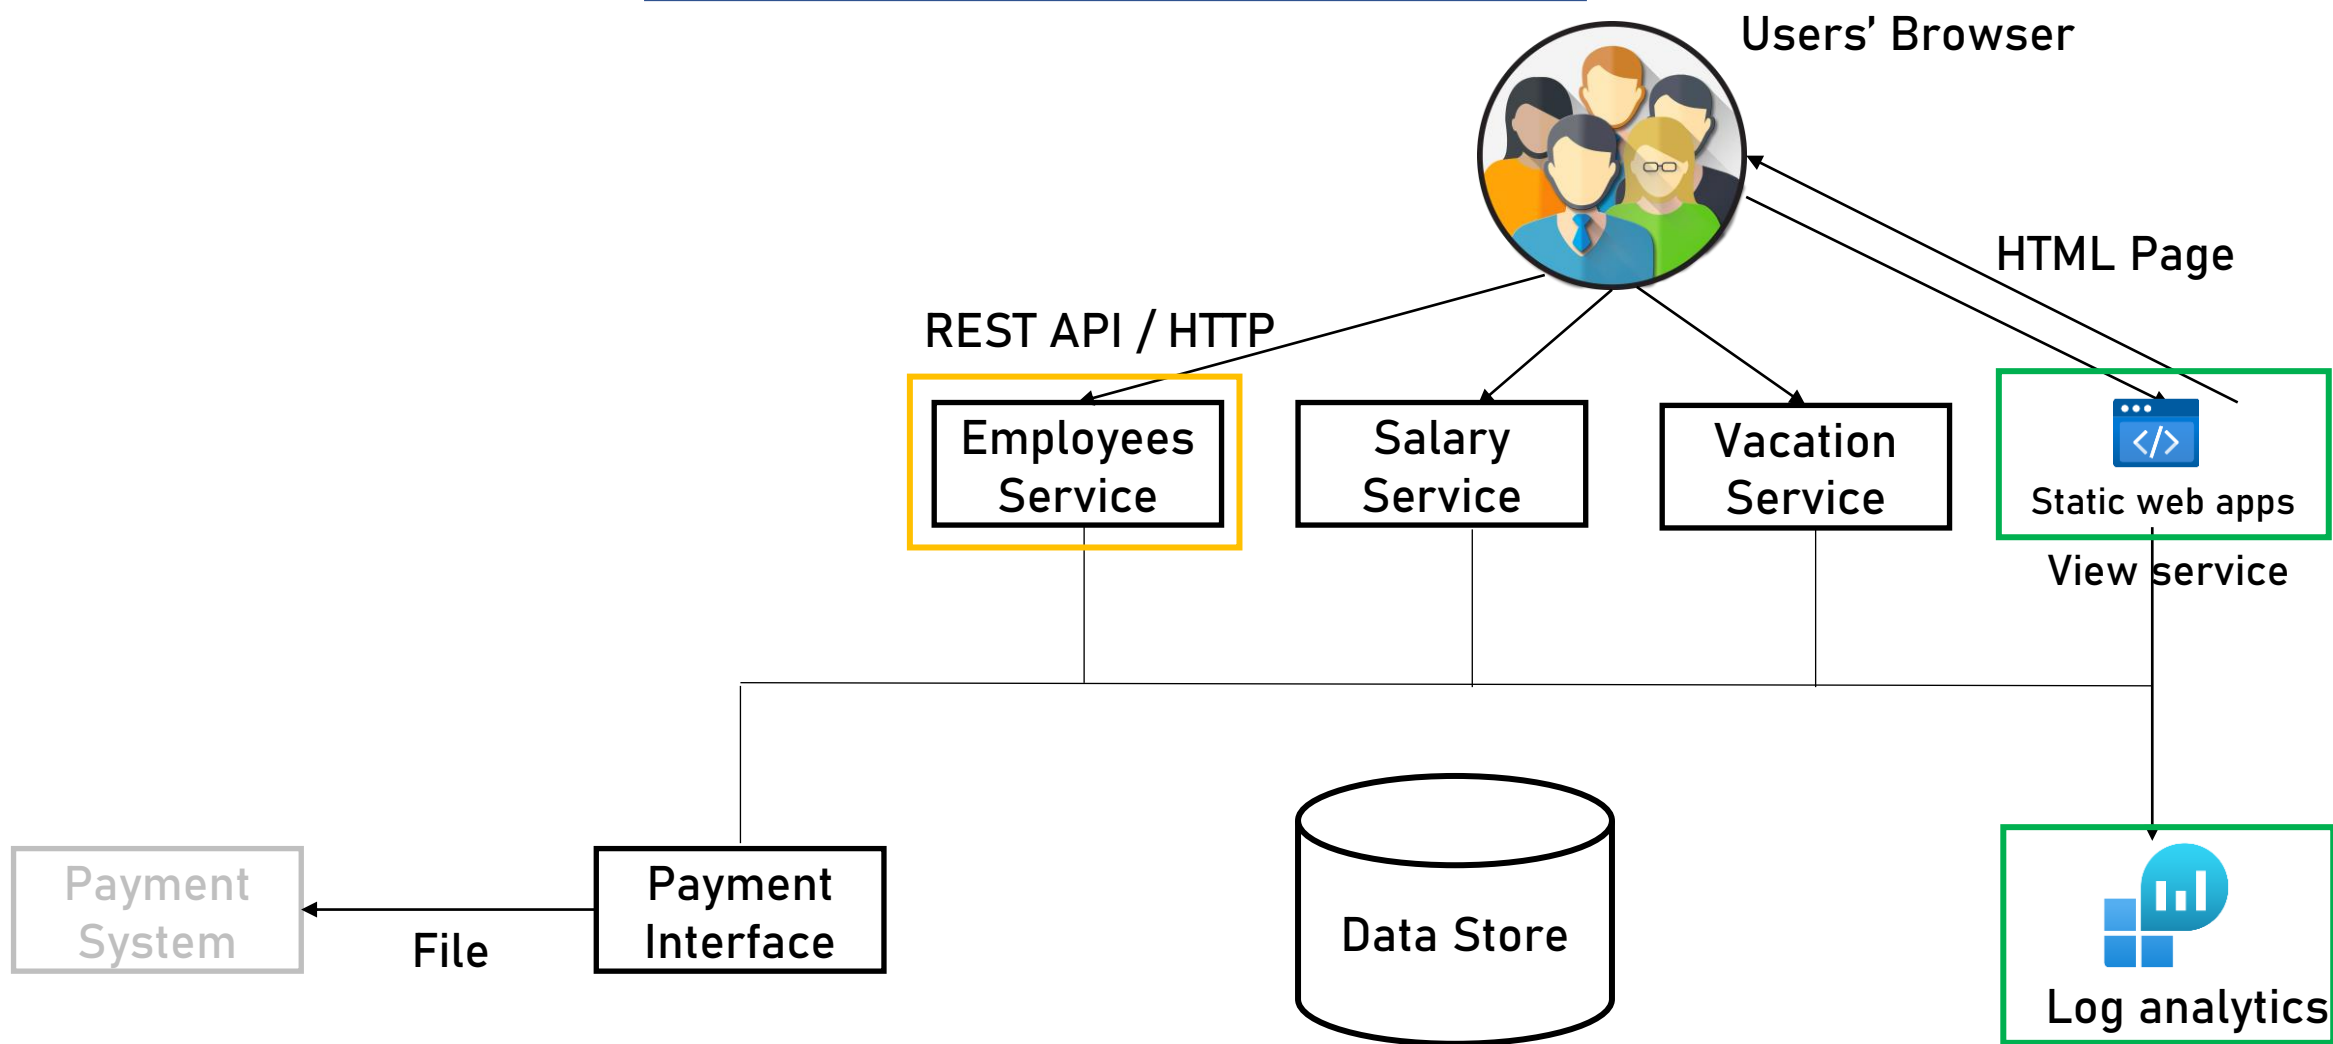 Users’ Browser
HTML Page
REST API / HTTP
Employees
Service
Salary
Service
Vacation
Service
Static web apps
View service
Payment
System
File
Payment
Interface
Data Store
Log analytics